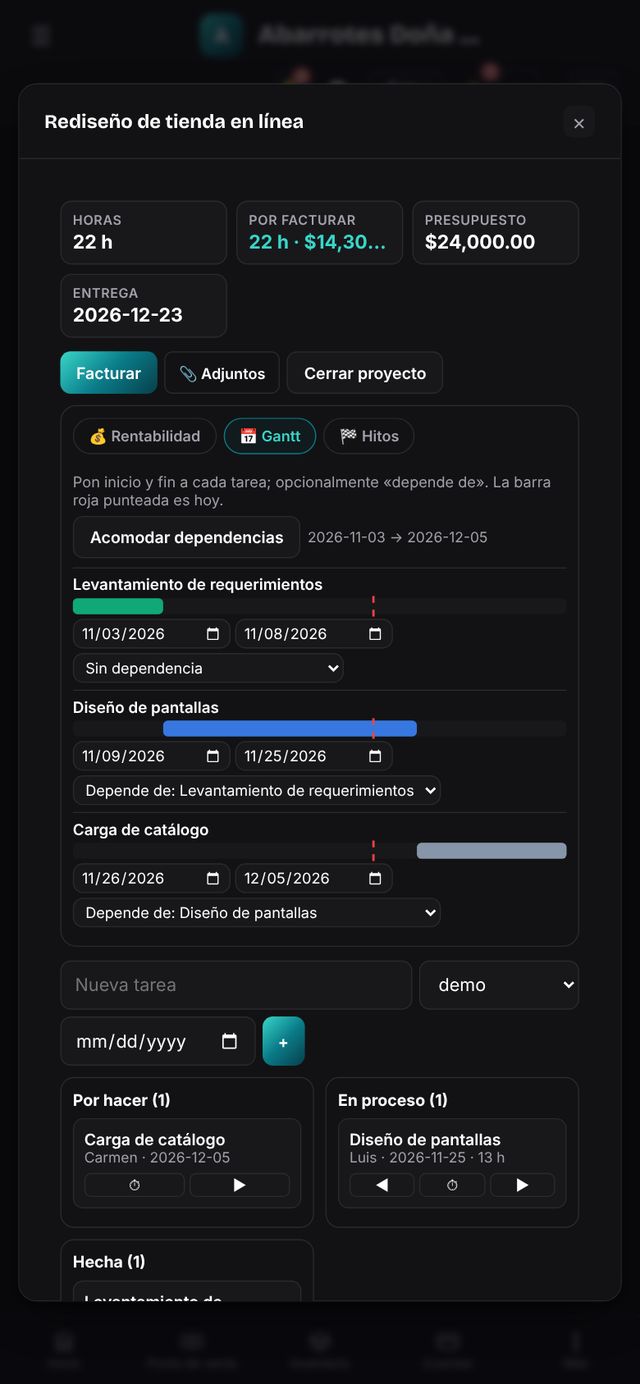 Abarrotes Doña ...
Rediseño de tienda en línea
×
HORAS
22 h
POR FACTURAR
22 h · $14,30...
PRESUPUESTO
$24,000.00
ENTREGA
2026-12-23
Facturar
📎 Adjuntos
Cerrar proyecto
💰 Rentabilidad
📅 Gantt
🏁 Hitos
Pon inicio y fin a cada tarea; opcionalmente «depende de». La barra
roja punteada es hoy.
Acomodar dependencias
2026-11-03 → 2026-12-05
Levantamiento de requerimientos
11/03/2026
11/08/2026
Sin dependencia
Diseño de pantallas
11/09/2026
11/25/2026
Depende de: Levantamiento de requerimientos
Carga de catálogo
11/26/2026
12/05/2026
Depende de: Diseño de pantallas
Nueva tarea
demo
mm/dd/yyyy
+
Por hacer (1)
Carga de catálogo
Carmen · 2026-12-05
En proceso (1)
Diseño de pantallas
Luis · 2026-11-25 · 13 h
Hecha (1)
Levantamiento de